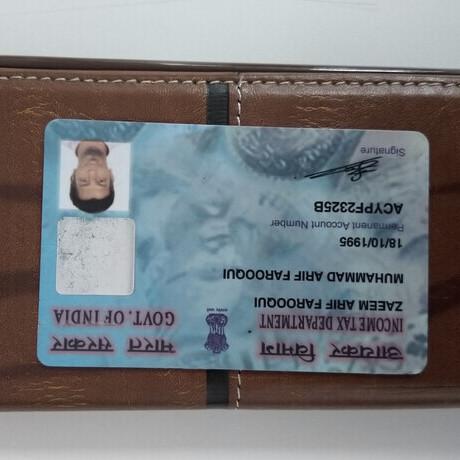 आयकर विभाग
INCOME TAX DEPARTMENT
भारत सरकार
GOVT. OF INDIA
ZAEEM ARIF FAROOQUI
MUHAMMAD ARIF FAROOQUI
18/10/1995
Permanent Account Number
ACYPF2325B
Signature